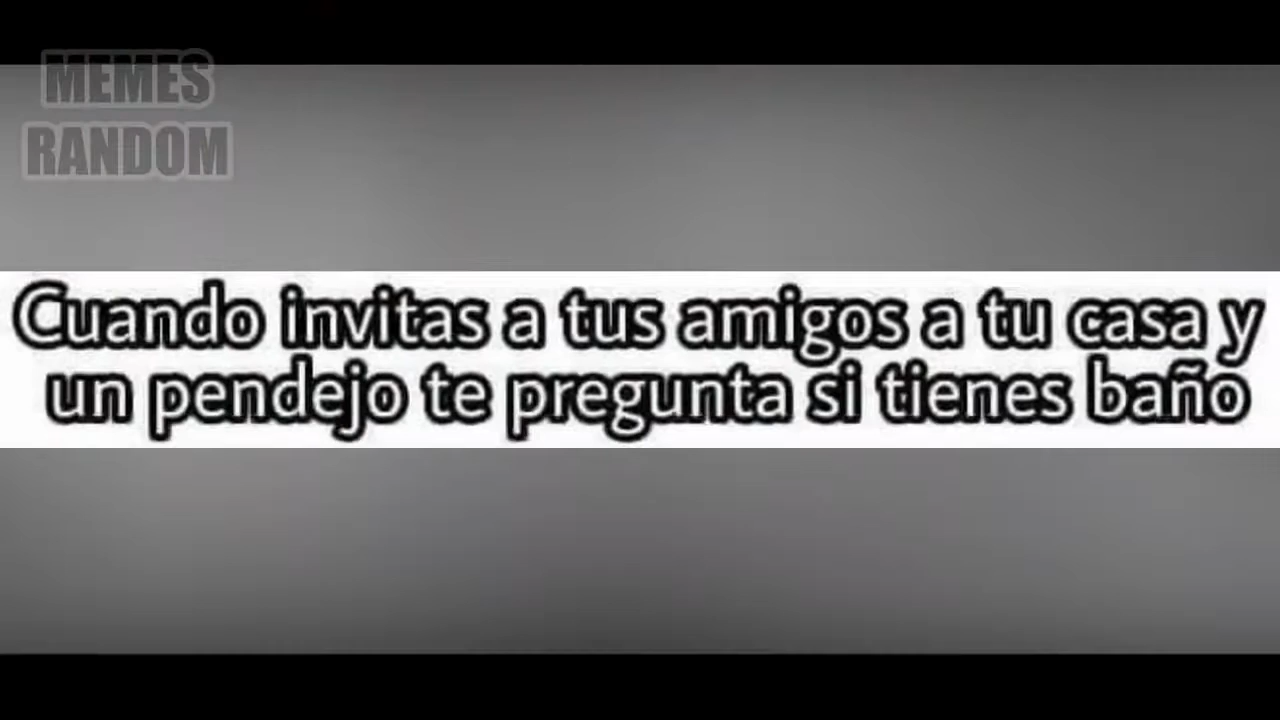 MEMES
RANDOM
Cuando invitas a tus amigos a tu casa y
un pendejo te pregunta si tienes baño